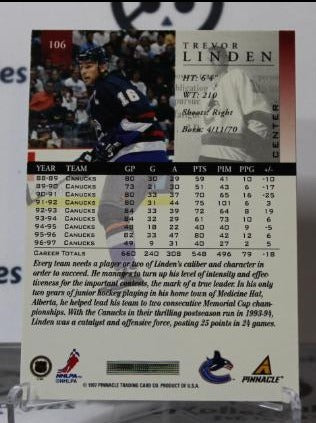 106
TREVOR
LINDEN
HT: 6'4"
WT: 210
Shoots: Right
Born: 4/11/70
CENTER
16
YEAR TEAM GP G A PTS PIM PPG +/-
88-89 CANUCKS 80 30 29 59 41 10 -10
89-90 CANUCKS 73 21 30 51 43 6 -17
90-91 CANUCKS 80 33 37 70 65 16 -25
91-92 CANUCKS 80 31 44 75 101 6 3
92-93 CANUCKS 84 33 39 72 64 8 19
93-94 CANUCKS 84 32 29 61 73 10 6
94-95 CANUCKS 48 18 22 40 40 9 -5
95-96 CANUCKS 82 33 47 80 42 12 6
96-97 CANUCKS 49 9 31 40 27 2 5
CAREER TOTALS 660 240 308 548 496 79 -18
Every team needs a player or two of Linden's caliber and character in
order to succeed. He manages to turn up his level of intensity and effec-
tiveness for the important contests, the mark of a true leader. In his only
two years of junior hockey playing in his home town of Medicine Hat,
Alberta, he helped lead his team to two consecutive Memorial Cup cham-
pionships. With the Canucks in their thrilling postseason run in 1993-94,
Linden was a catalyst and offensive force, posting 25 points in 24 games.
NHLPA
©NHLPA
PINNACLE
© 1997 PINNACLE TRADING CARD CO. PRODUCT OF U.S.A.